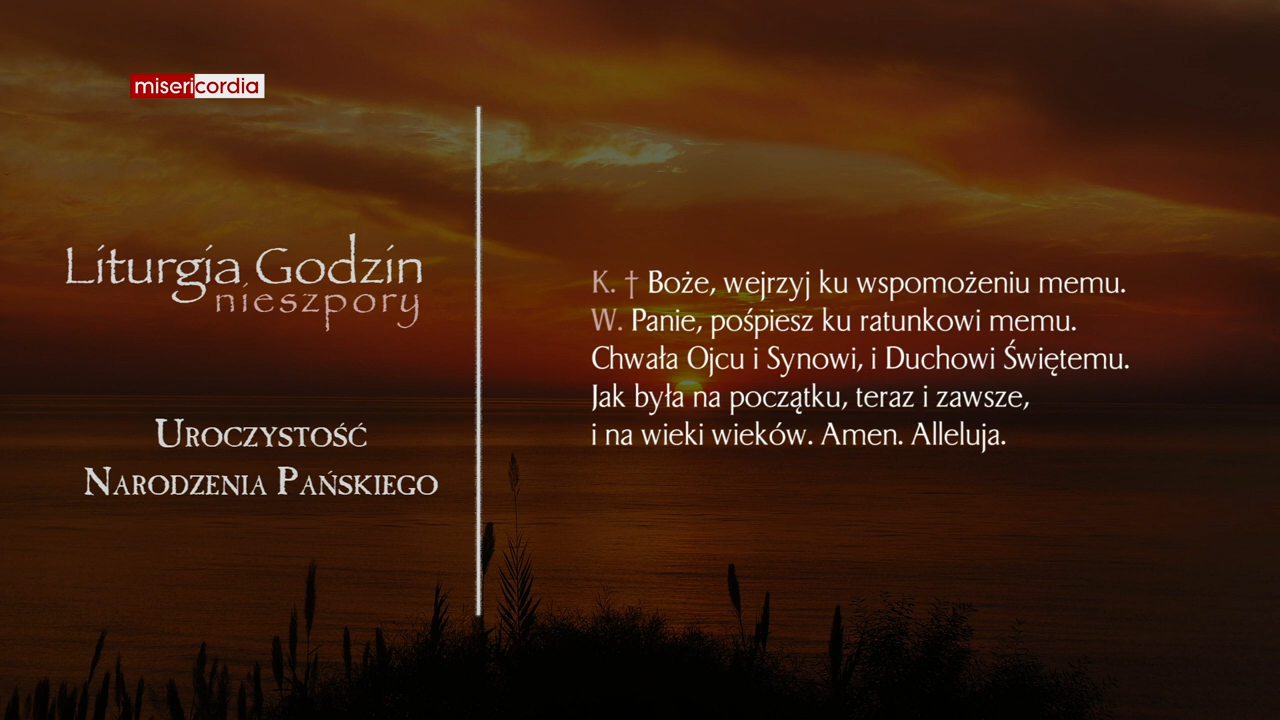 misericordia
Liturgia Godzin
nieszpory
Uroczystość
Narodzenia Pańskiego
K. † Boże, wejrzyj ku wspomożeniu memu.
W. Panie, pośpiesz ku ratunkowi memu.
Chwała Ojcu i Synowi, i Duchowi Świętemu.
Jak była na początku, teraz i zawsze,
i na wieki wieków. Amen. Alleluja.